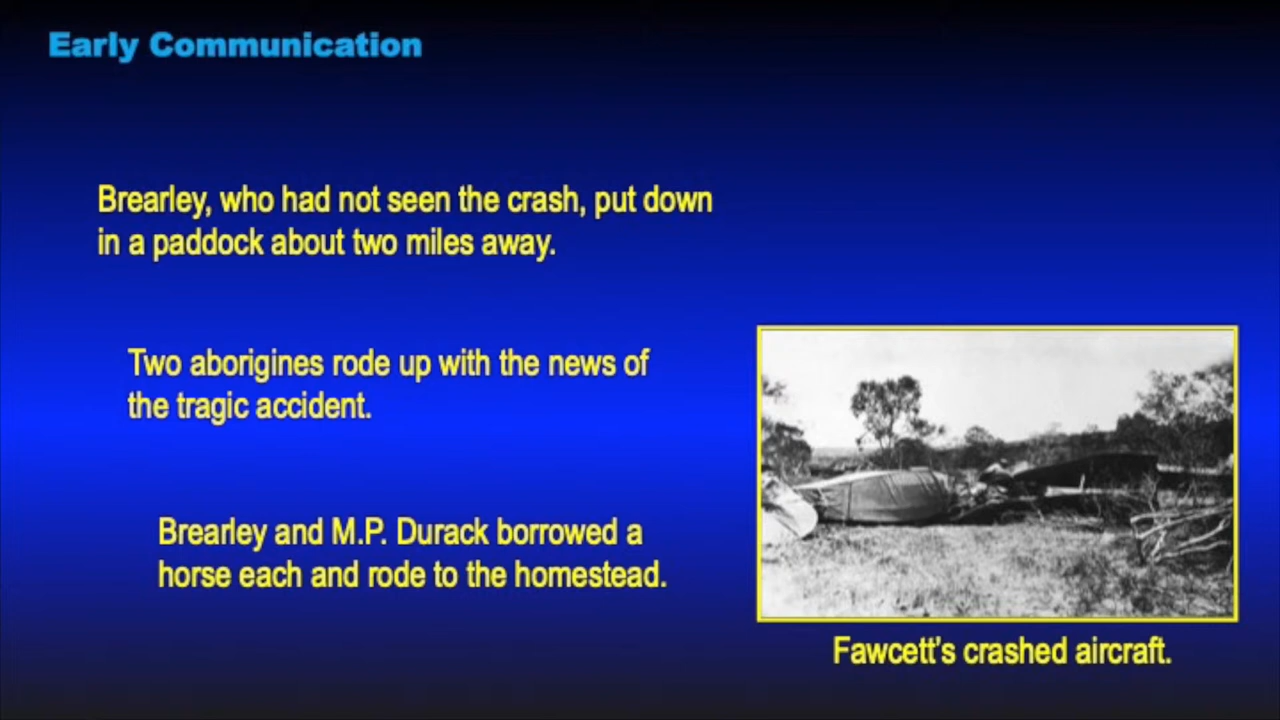 Early Communication
Brearley, who had not seen the crash, put down
in a paddock about two miles away.
Two aborigines rode up with the news of
the tragic accident.
Brearley and M.P. Durack borrowed a
horse each and rode to the homestead.
Fawcett's crashed aircraft.